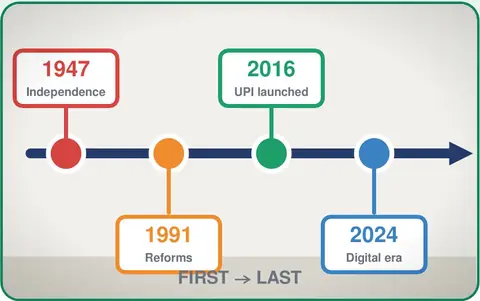 1947
Independence
2016
UPI launched
1991
Reforms
2024
Digital era
FIRST → LAST